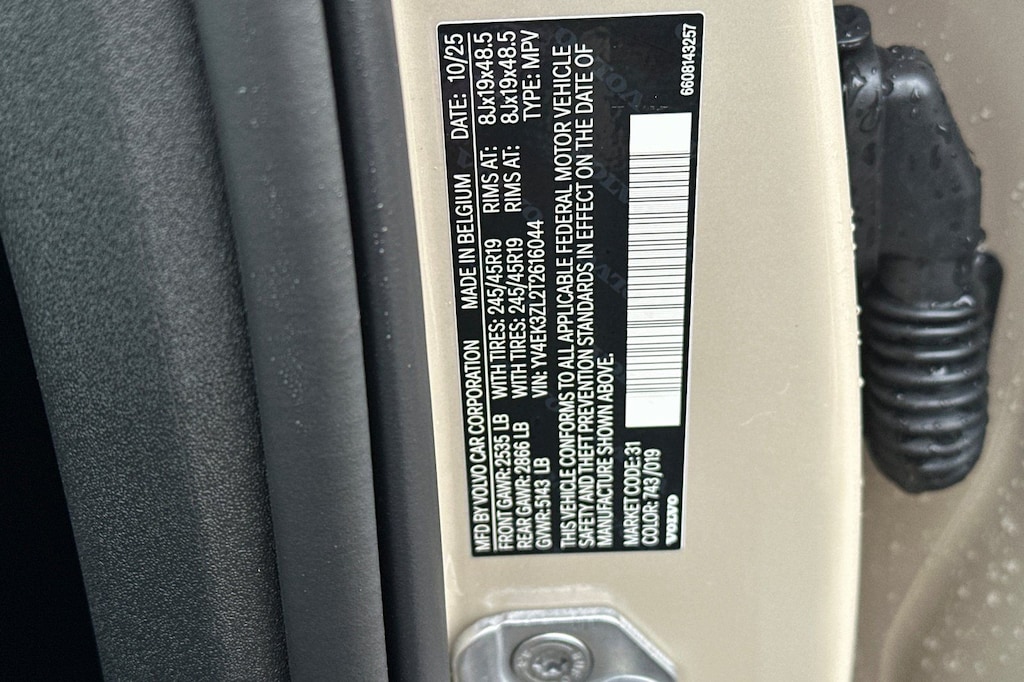 MFD BY VOLVO CAR CORPORATION MADE IN BELGIUM DATE: 10/25
FRONT GAWR: 2535 LB WITH TIRES: 245/45R19 RIMS AT: 8Jx19x48.5
REAR GAWR: 2866 LB WITH TIRES: 245/45R19 RIMS AT: 8Jx19x48.5
GVWR: 5143 LB VIN: YV4EK3ZL2T2616044 TYPE: MPV
THIS VEHICLE CONFORMS TO ALL APPLICABLE FEDERAL MOTOR VEHICLE
SAFETY AND THEFT PREVENTION STANDARDS IN EFFECT ON THE DATE OF
MANUFACTURE SHOWN ABOVE.
MARKET CODE: 31
COLOR: 743/019
VOLVO
6608143257